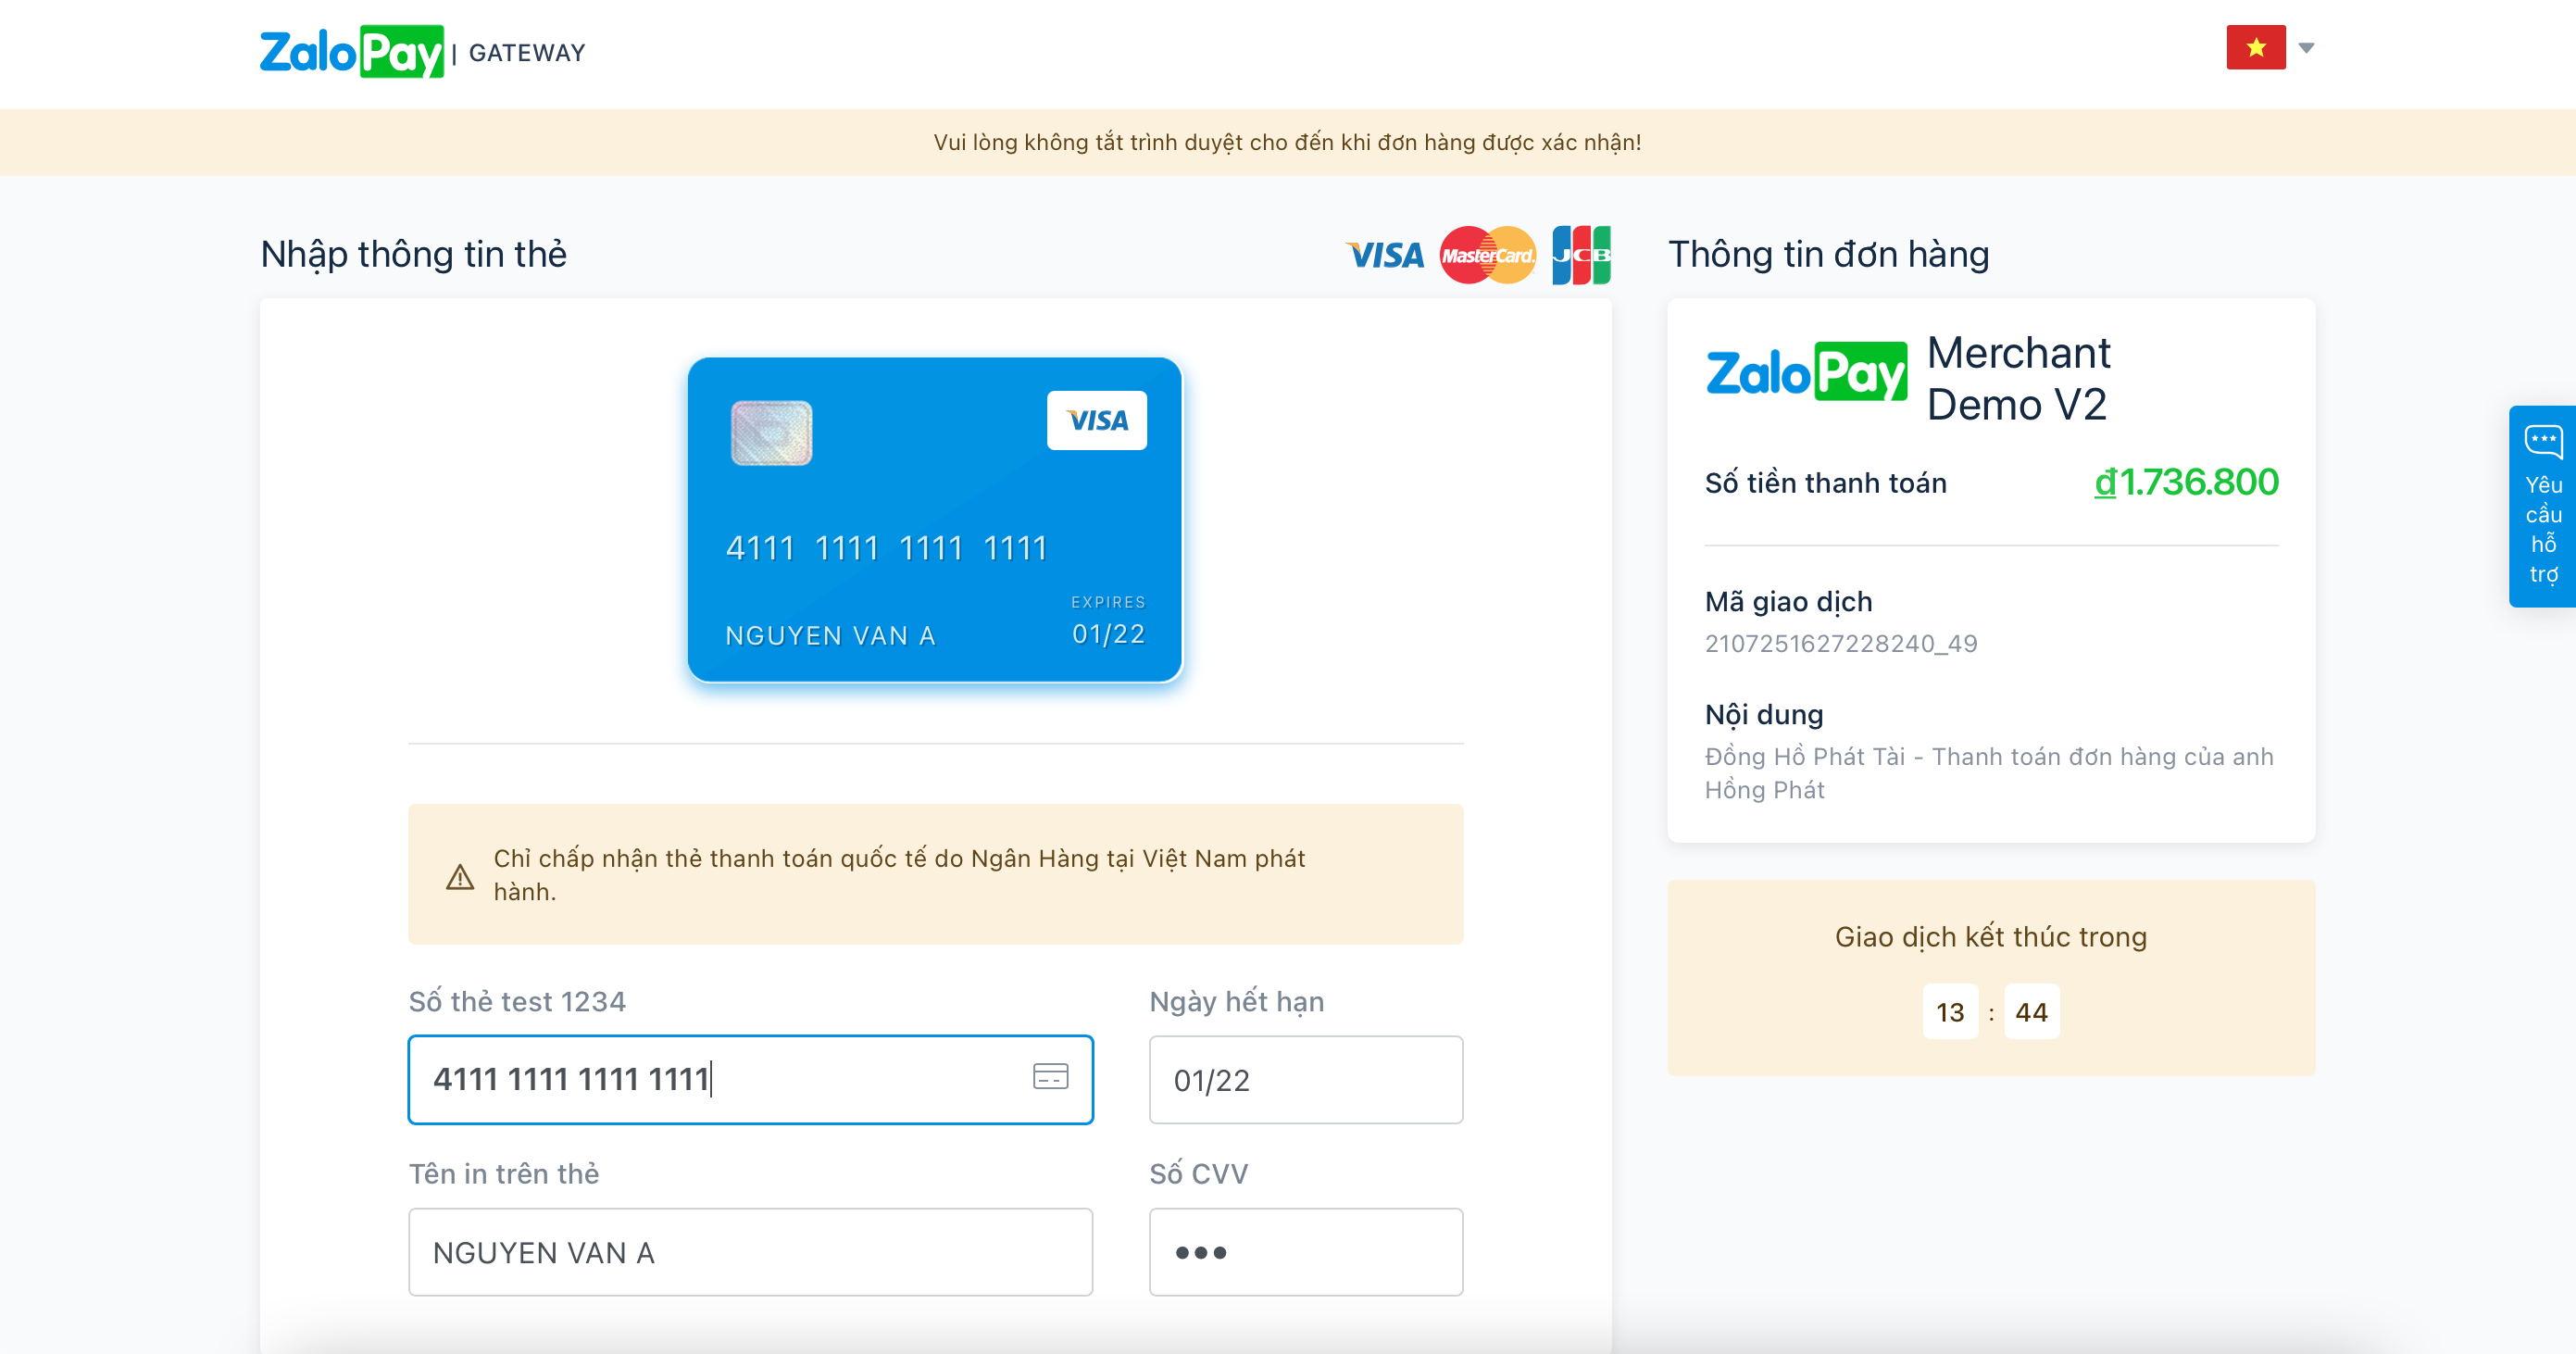 ZaloPay | GATEWAY
Vui lòng không tắt trình duyệt cho đến khi đơn hàng được xác nhận!
Nhập thông tin thẻ
VISA MasterCard. JCB
VISA
4111 1111 1111 1111
EXPIRES
NGUYEN VAN A 01/22
Chỉ chấp nhận thẻ thanh toán quốc tế do Ngân Hàng tại Việt Nam phát
hành.
Số thẻ test 1234
4111 1111 1111 1111
Ngày hết hạn
01/22
Tên in trên thẻ
NGUYEN VAN A
Số CVV
•••
Thông tin đơn hàng
ZaloPay Merchant
Demo V2
Số tiền thanh toán ₫1.736.800
Mã giao dịch
2107251627228240_49
Nội dung
Đồng Hồ Phát Tài - Thanh toán đơn hàng của anh
Hồng Phát
Giao dịch kết thúc trong
13 : 44
Yêu
cầu
hỗ
trợ